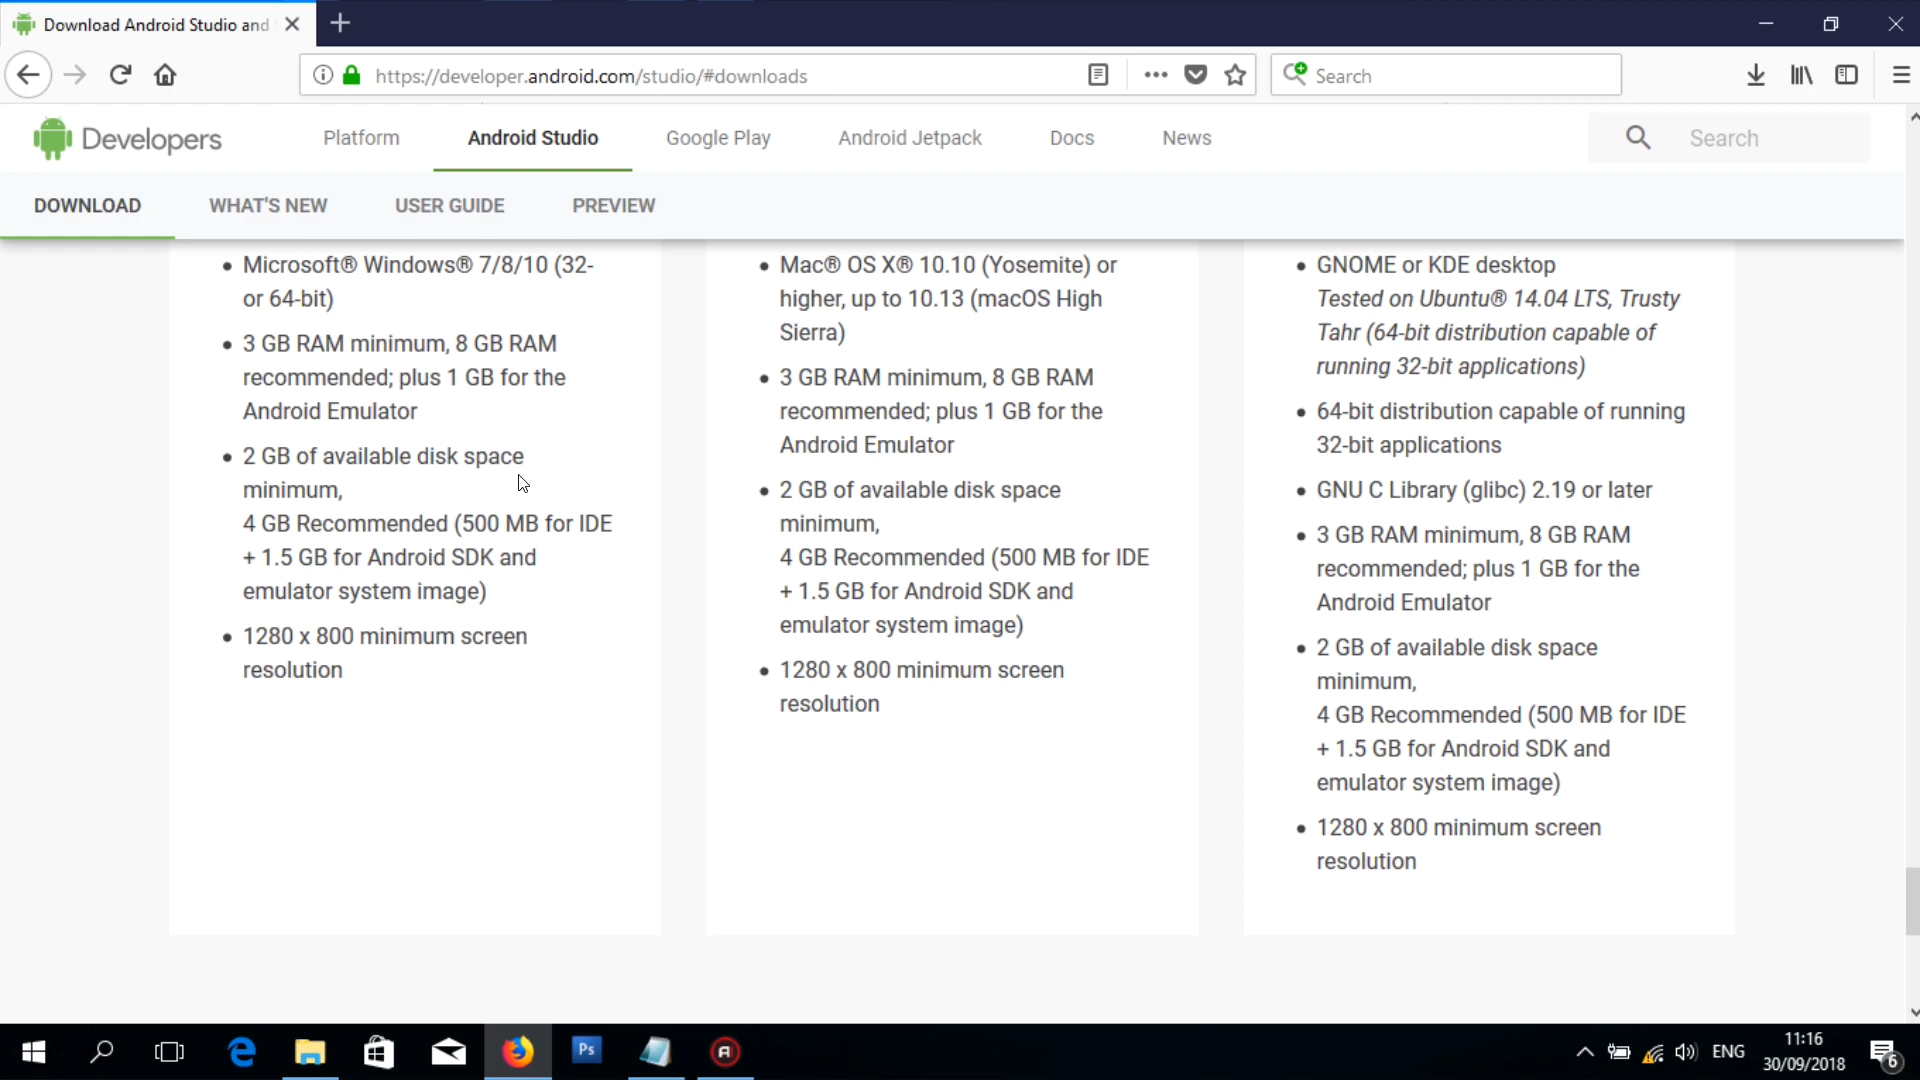 Download Android Studio and
https://developer.android.com/studio/#downloads
Search
Developers
Platform
Android Studio
Google Play
Android Jetpack
Docs
News
Search
DOWNLOAD
WHAT'S NEW
USER GUIDE
PREVIEW
• Microsoft® Windows® 7/8/10 (32-
or 64-bit)
• 3 GB RAM minimum, 8 GB RAM
recommended; plus 1 GB for the
Android Emulator
• 2 GB of available disk space
minimum,
4 GB Recommended (500 MB for IDE
+ 1.5 GB for Android SDK and
emulator system image)
• 1280 x 800 minimum screen
resolution
• Mac® OS X® 10.10 (Yosemite) or
higher, up to 10.13 (macOS High
Sierra)
• 3 GB RAM minimum, 8 GB RAM
recommended; plus 1 GB for the
Android Emulator
• 2 GB of available disk space
minimum,
4 GB Recommended (500 MB for IDE
+ 1.5 GB for Android SDK and
emulator system image)
• 1280 x 800 minimum screen
resolution
• GNOME or KDE desktop
Tested on Ubuntu® 14.04 LTS, Trusty
Tahr (64-bit distribution capable of
running 32-bit applications)
• 64-bit distribution capable of running
32-bit applications
• GNU C Library (glibc) 2.19 or later
• 3 GB RAM minimum, 8 GB RAM
recommended; plus 1 GB for the
Android Emulator
• 2 GB of available disk space
minimum,
4 GB Recommended (500 MB for IDE
+ 1.5 GB for Android SDK and
emulator system image)
• 1280 x 800 minimum screen
resolution
Ps
ENG
11:16
30/09/2018
6